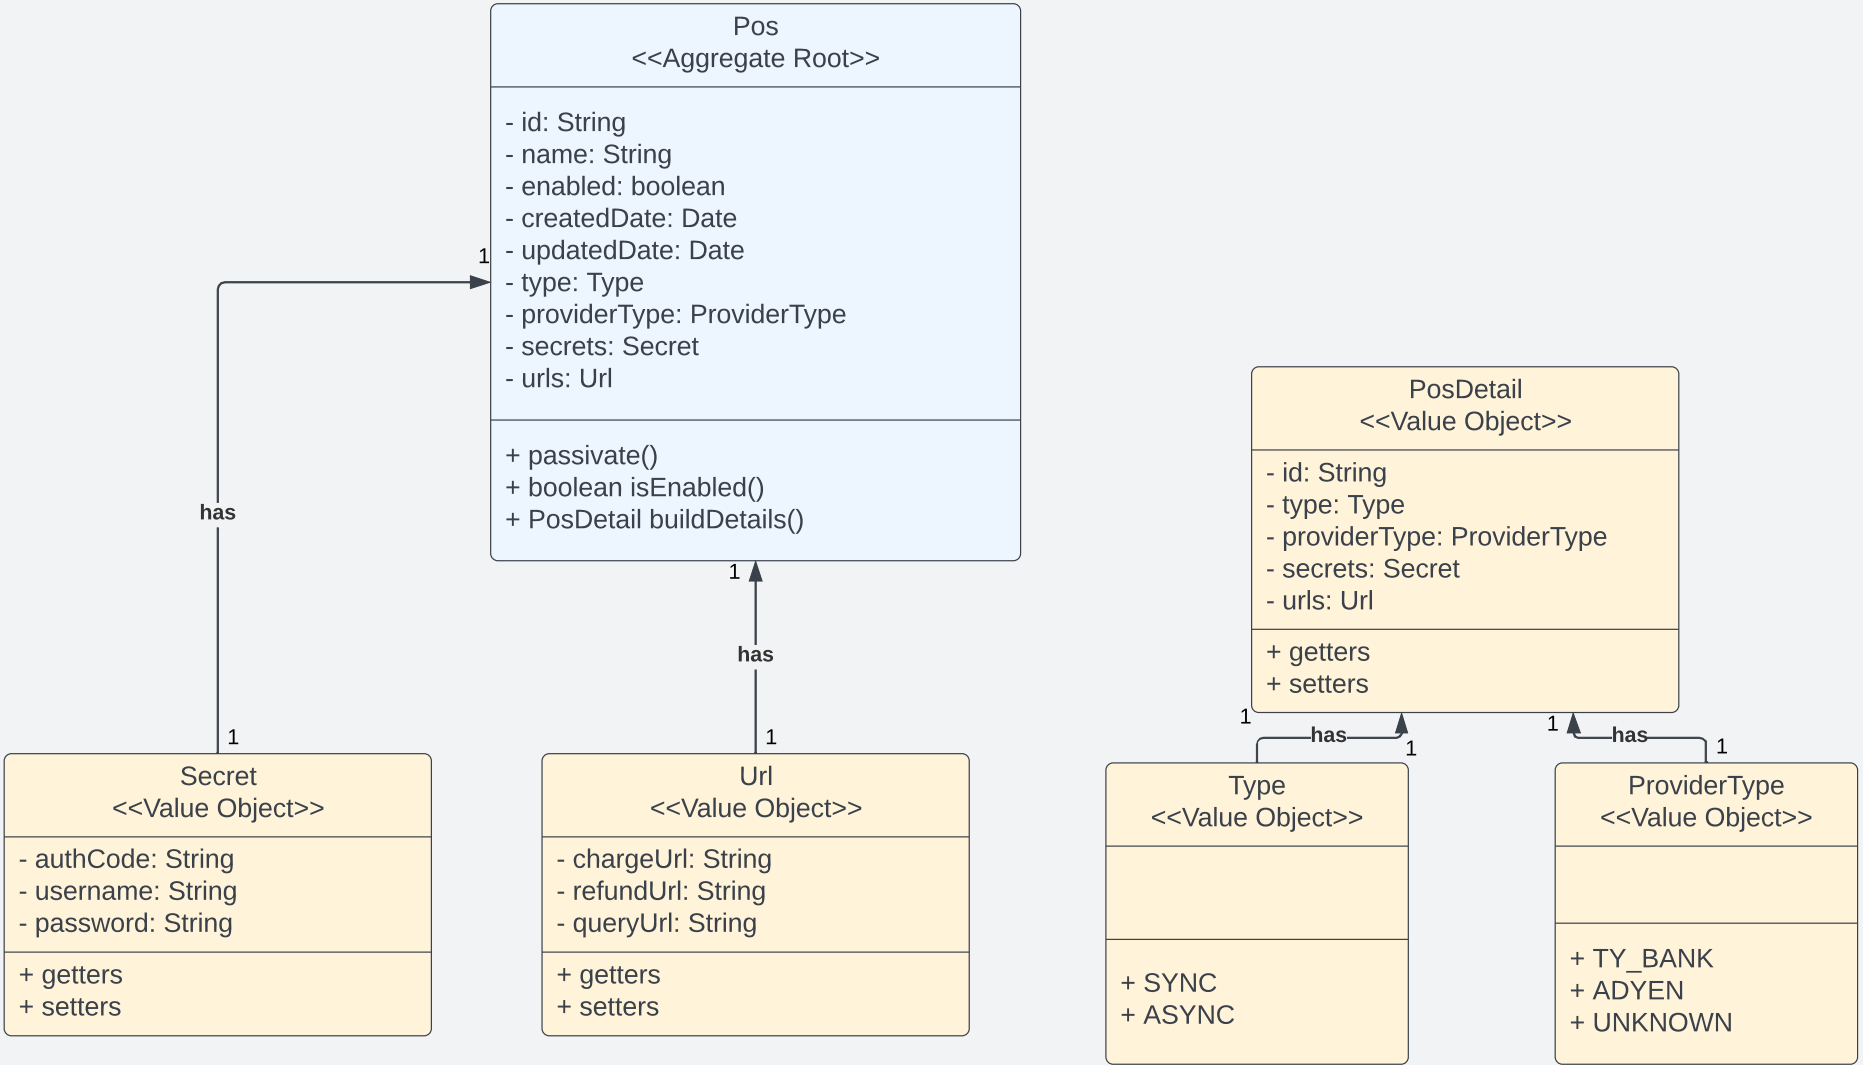 Pos
<<Aggregate Root>>
- id: String
- name: String
- enabled: boolean
- createdDate: Date
- updatedDate: Date
- type: Type
- providerType: ProviderType
- secrets: Secret
- urls: Url
+ passivate()
+ boolean isEnabled()
+ PosDetail buildDetails()
1
has
1
1
has
1
Secret
<<Value Object>>
- authCode: String
- username: String
- password: String
+ getters
+ setters
Url
<<Value Object>>
- chargeUrl: String
- refundUrl: String
- queryUrl: String
+ getters
+ setters
PosDetail
<<Value Object>>
- id: String
- type: Type
- providerType: ProviderType
- secrets: Secret
- urls: Url
+ getters
+ setters
1
has
1
1
has
1
Type
<<Value Object>>
+ SYNC
+ ASYNC
ProviderType
<<Value Object>>
+ TY_BANK
+ ADYEN
+ UNKNOWN